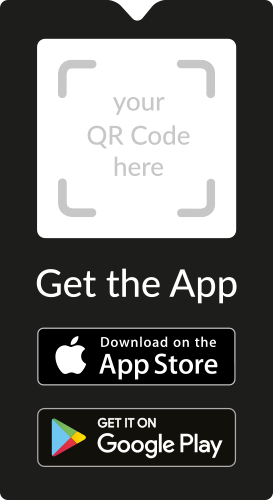 your
QR Code
here
Get the App
Download on the
App Store
GET IT ON
Google Play